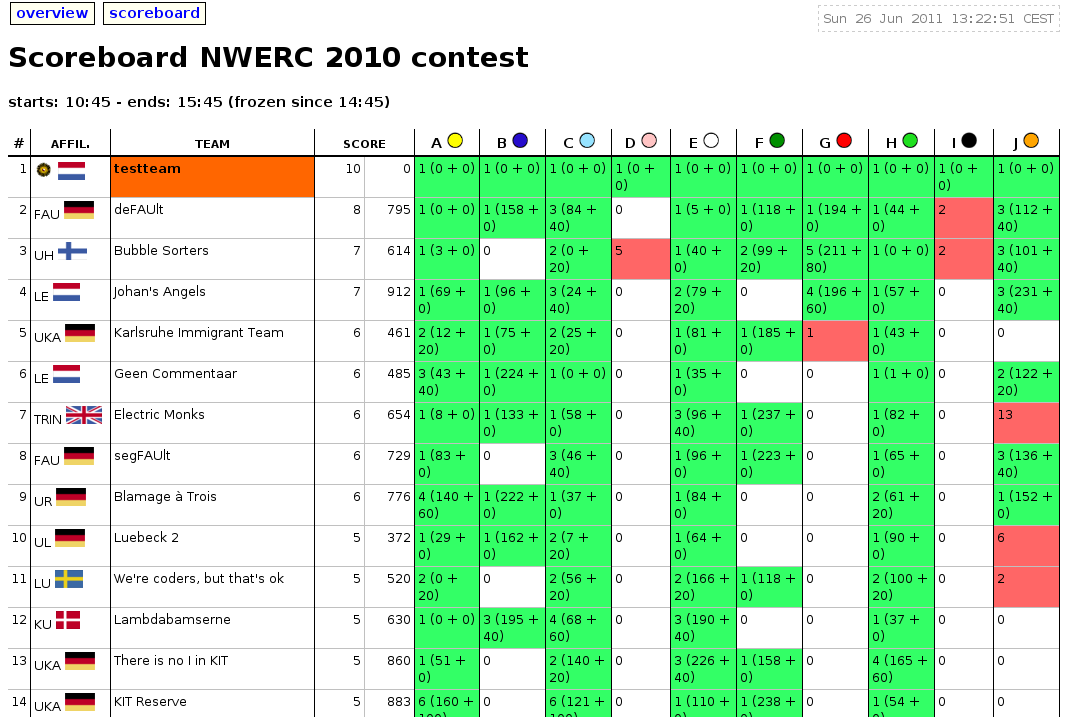 overview scoreboard
Sun 26 Jun 2011 13:22:51 CEST
Scoreboard NWERC 2010 contest
starts: 10:45 - ends: 15:45 (frozen since 14:45)
# AFFIL. TEAM SCORE A B C D E F G H I J
1 testteam 10 0 1 (0 + 0) 1 (0 + 0) 1 (0 + 0) 1 (0 + 1 (0 + 0) 1 (0 + 0) 1 (0 + 0) 1 (0 + 0) 1 (0 + 1 (0 + 0)
0) 0)
2 FAU deFAUlt 8 795 1 (0 + 0) 1 (158 + 3 (84 + 0 1 (5 + 0) 1 (118 + 1 (194 + 1 (44 + 2 3 (112 +
0) 40) 0) 0) 0) 40)
3 UH Bubble Sorters 7 614 1 (3 + 0) 0 2 (0 + 5 1 (40 + 2 (99 + 5 (211 + 1 (0 + 0) 2 3 (101 +
20) 0) 20) 80) 40)
4 LE Johan's Angels 7 912 1 (69 + 1 (96 + 3 (24 + 0 2 (79 + 0 4 (196 + 1 (57 + 0 3 (231 +
0) 0) 40) 20) 60) 0) 40)
5 UKA Karlsruhe Immigrant Team 6 461 2 (12 + 1 (75 + 2 (25 + 0 1 (81 + 1 (185 + 1 1 (43 + 0 0
20) 0) 20) 0) 0) 0)
6 LE Geen Commentaar 6 485 3 (43 + 1 (224 + 1 (0 + 0) 0 1 (35 + 0 0 1 (1 + 0) 0 2 (122 +
40) 0) 0) 20)
7 TRIN Electric Monks 6 654 1 (8 + 0) 1 (133 + 1 (58 + 0 3 (96 + 1 (237 + 0 1 (82 + 0 13
0) 0) 40) 0) 0)
8 FAU segFAUlt 6 729 1 (83 + 0 3 (46 + 0 1 (96 + 1 (223 + 0 1 (65 + 0 3 (136 +
0) 40) 0) 0) 0) 40)
9 UR Blamage à Trois 6 776 4 (140 + 1 (222 + 1 (37 + 0 1 (84 + 0 0 2 (61 + 0 1 (152 +
60) 0) 0) 0) 20) 0)
10 UL Luebeck 2 5 372 1 (29 + 1 (162 + 2 (7 + 0 1 (64 + 0 0 1 (90 + 0 6
0) 0) 20) 0) 0)
11 LU We're coders, but that's ok 5 520 2 (0 + 0 2 (56 + 0 2 (166 + 1 (118 + 0 2 (100 + 0 2
20) 20) 20) 0) 20)
12 KU Lambdabamserne 5 630 1 (0 + 0) 3 (195 + 4 (68 + 0 3 (190 + 0 0 1 (37 + 0 0
40) 60) 40) 0)
13 UKA There is no I in KIT 5 860 1 (51 + 0 2 (140 + 0 3 (226 + 1 (158 + 0 4 (165 + 0 0
0) 20) 40) 0) 60)
14 UKA KIT Reserve 5 883 6 (160 + 0 6 (121 + 0 1 (110 + 1 (238 + 0 1 (54 + 0 0